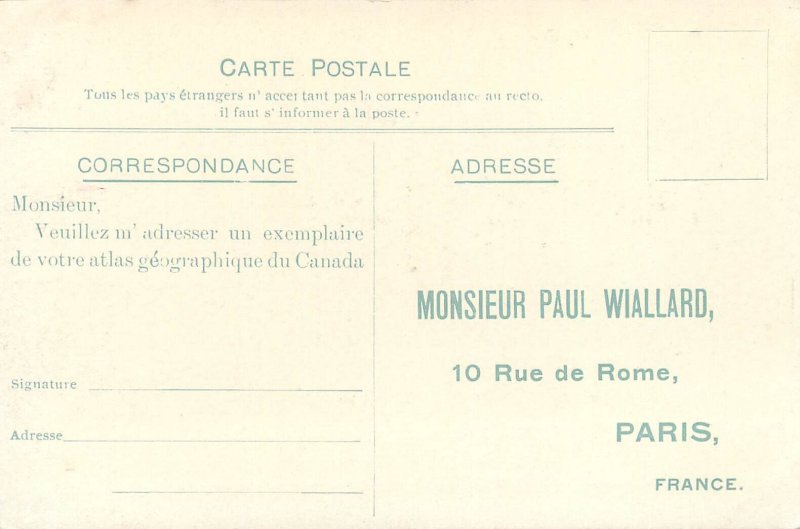 CARTE POSTALE
Tous les pays étrangers n' acceptant pas la correspondance au recto,
il faut s' informer à la poste.
CORRESPONDANCE
Monsieur,
Veuillez m' adresser un exemplaire
de votre atlas géographique du Canada
Signature
Adresse
ADRESSE
MONSIEUR PAUL WIALLARD,
10 Rue de Rome,
PARIS,
FRANCE.